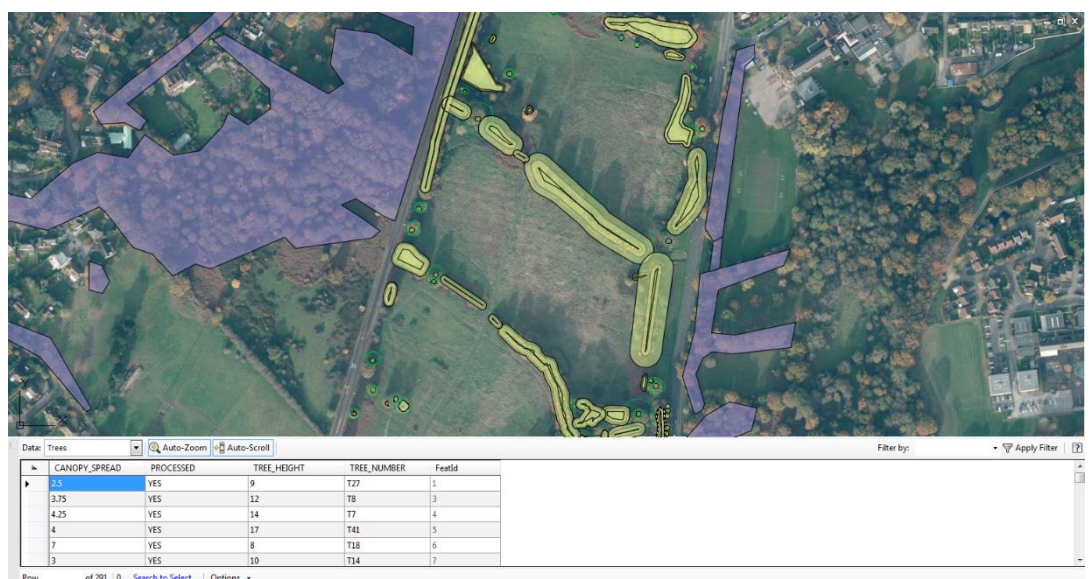 Data: Trees Auto-Zoom Auto-Scroll Filter by: Apply Filter ?
CANOPY_SPREAD PROCESSED TREE_HEIGHT TREE_NUMBER FeatId
2.5 YES 9 T27 1
3.75 YES 12 T8 3
4.25 YES 14 T7 4
4 YES 17 T41 5
7 YES 8 T18 6
3 YES 10 T14 7
Row of 291 0 Search to Select Options